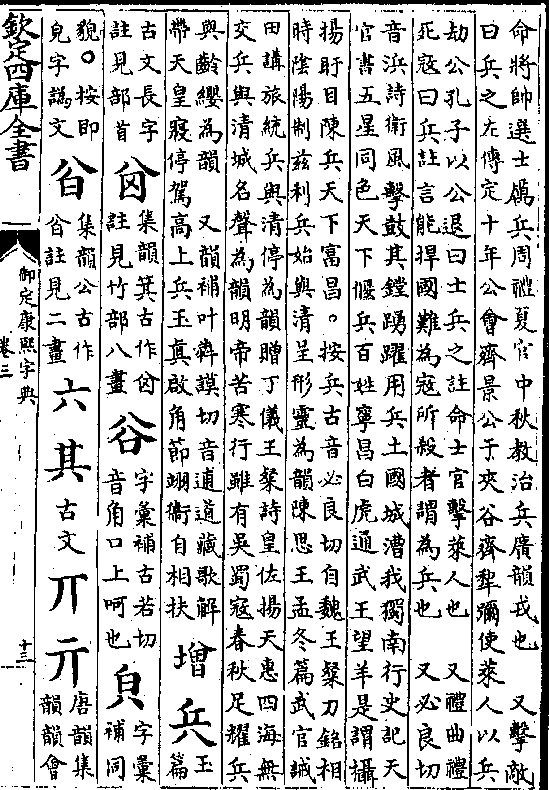 命將帥選士鴈兵周禮夏官中秋教治兵廣韻戎也 又擊敵
曰兵之左傳定十年公會齊景公于夾谷齊犂彌使萊人以兵
劫公孔子以公退曰士兵之註命士官擊萊人也 又禮曲禮
死寇曰兵註言能捍國難為寇所殺者謂為兵也 又必良切
音浜詩衛風擊鼓其鏜踴躍用兵土國城漕我獨南行史記天
官書五星同色天下偃兵百姓寧昌白虎通武王望羊是謂攝
揚盱目陳兵天下富昌。按兵古音必良切自魏王粲刀銘相
時隂陽制茲利兵始與清呈形靈為韻陳思王孟冬篇武官誡
田講旅統兵與清停為韻贈丁儀王粲詩皇佐揚天惠四海無
交兵與清城名聲為韻明帝苦寒行雖有吳蜀寇春秋足耀兵
與齡纓為韻 又韻補叶犇謨切音逋道藏歌解
帶天皇寢停駕高上兵玉真啟角節翊衛自相扶
增兵
玉
篇
古文長字
註見部首
集韻箕古作
註見竹部八畫
谷
字彙補古若切
音角口上呵也
字彙
補同
貌。按即
皃字譌文
集韻公古作
註見二畫
六
其
古文
丌
亓
唐韻集
韻韻會
欽定四庫全書
御定康熙字典
卷三
十三